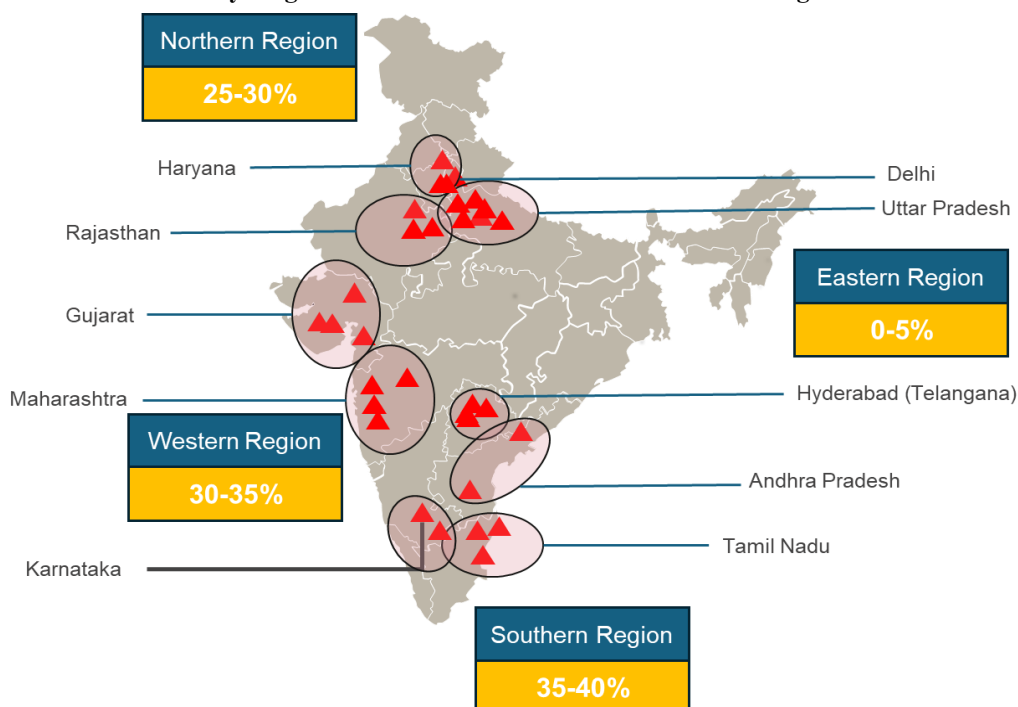 Northern Region
25-30%
Haryana
Delhi
Uttar Pradesh
Rajasthan
Eastern Region
0-5%
Gujarat
Maharashtra
Hyderabad (Telangana)
Western Region
30-35%
Andhra Pradesh
Tamil Nadu
Karnataka
Southern Region
35-40%